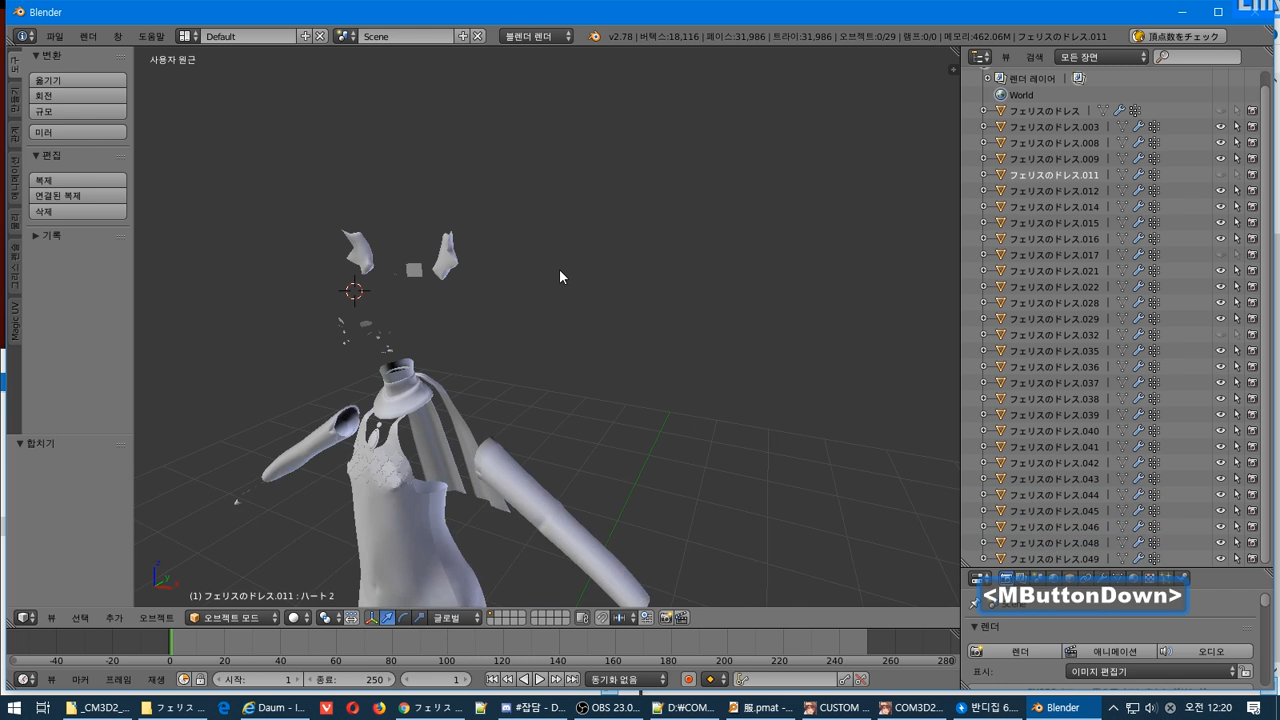 Blender
파일 렌더 창 도움말 Default Scene 블렌더 렌더 v2.78 | 버텍스:18,116 | 페이스:31,986 | 트라이:31,986 | 오브젝트:0/29 | 램프:0/0 | 메모리:462.06M | フェリスのドレス.011 頂点数をチェック
▼ 변환
옮기기
회전
규모
미러
▼ 편집
복제
연결된 복제
삭제
▶ 기록
▼ 합치기
Magic UV
사용자 원근
(1) フェリスのドレス.011 : ハート 2
뷰 선택 추가 오브젝트 오브젝트 모드 글로벌
뷰 검색 모든 장면
렌더 레이어
World
フェリスのドレス
フェリスのドレス.003
フェリスのドレス.008
フェリスのドレス.009
フェリスのドレス.011
フェリスのドレス.012
フェリスのドレス.014
フェリスのドレス.015
フェリスのドレス.016
フェリスのドレス.017
フェリスのドレス.021
フェリスのドレス.022
フェリスのドレス.028
フェリスのドレス.029
フェリスのドレス.032
フェリスのドレス.035
フェリスのドレス.036
フェリスのドレス.037
フェリスのドレス.038
フェリスのドレス.039
フェリスのドレス.040
フェリスのドレス.041
フェリスのドレス.042
フェリスのドレス.043
フェリスのドレス.044
フェリスのドレス.045
フェリスのドレス.046
フェリスのドレス.048
フェリスのドレス.049
<MButtonDown>
▼ 렌더
렌더 애니메이션 오디오
표시: 이미지 편집기
-40 -20 0 20 40 60 80 100 120 140 160 180 200 220 240 260 280
뷰 마커 프레임 재생 시작: 1 종료: 250 1 동기화 없음
_CM3D2_... フェリス ... Daum - I... フェリス... #잡담 - D... OBS 23.0... D:₩COM... 服.pmat -... CUSTOM ... COM3D2... 반디집 6.... Blender 오전 12:20